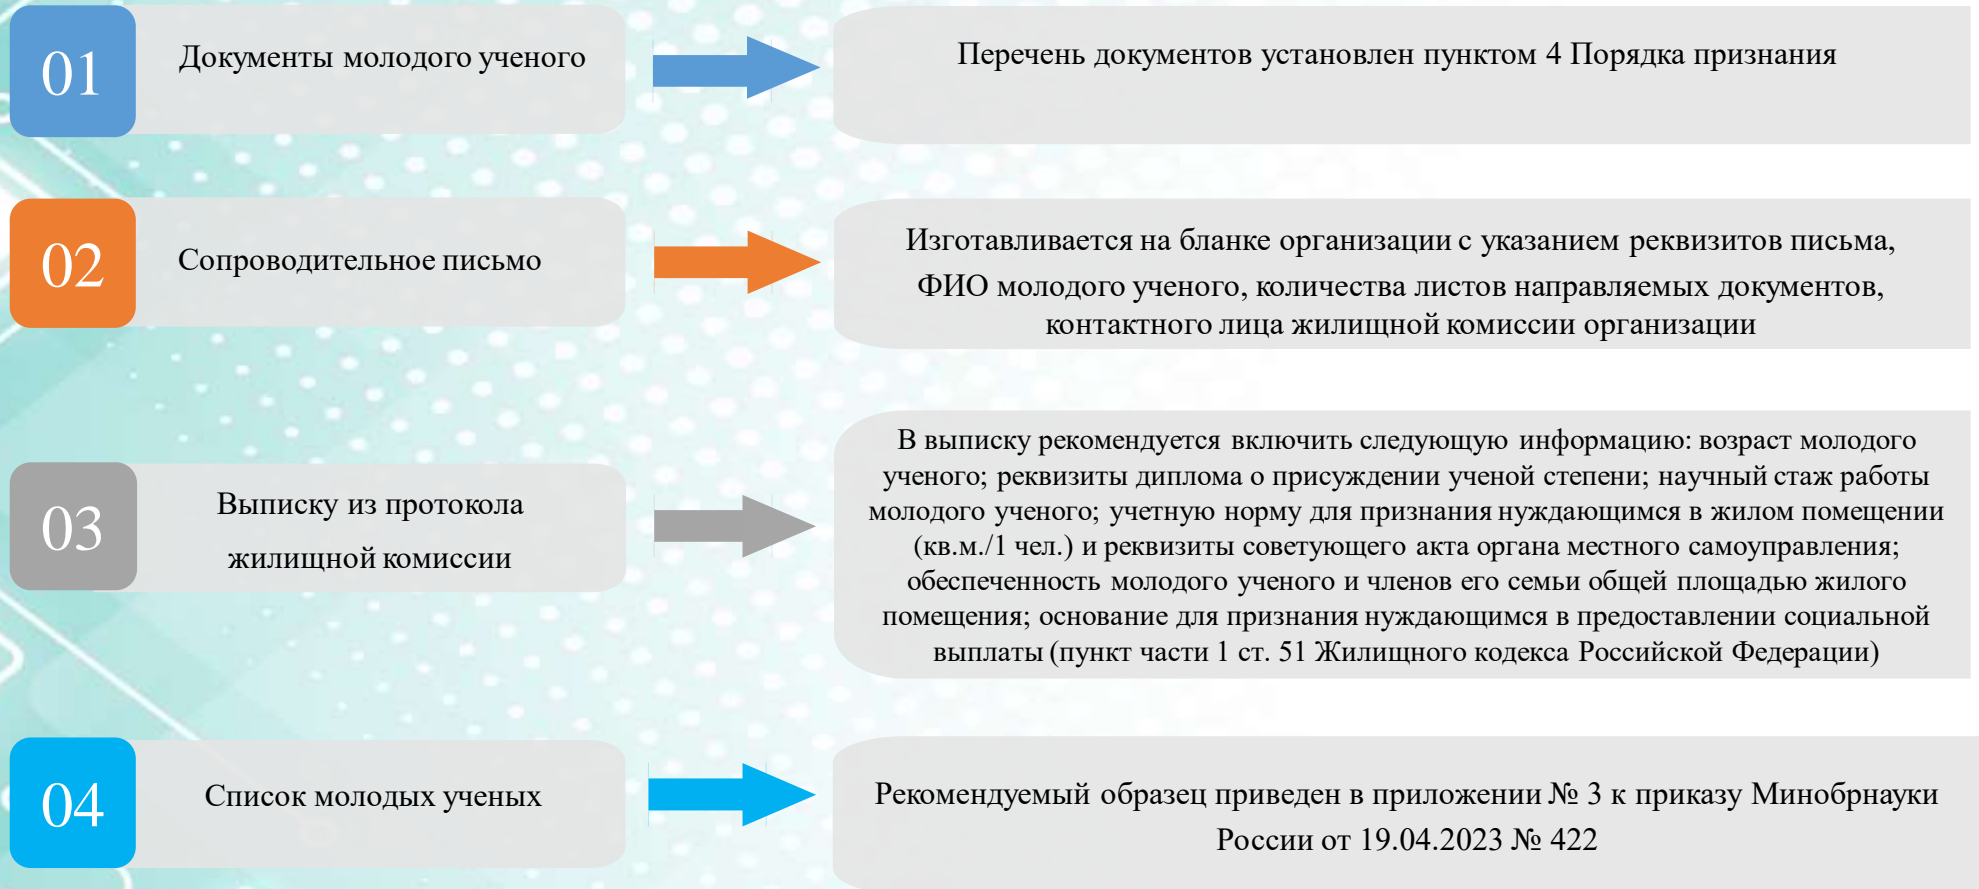 01
Документы молодого ученого
Перечень документов установлен пунктом 4 Порядка признания
02
Сопроводительное письмо
Изготавливается на бланке организации с указанием реквизитов письма,
ФИО молодого ученого, количества листов направляемых документов,
контактного лица жилищной комиссии организации
03
Выписку из протокола
жилищной комиссии
В выписку рекомендуется включить следующую информацию: возраст молодого
ученого; реквизиты диплома о присуждении ученой степени; научный стаж работы
молодого ученого; учетную норму для признания нуждающимся в жилом помещении
(кв.м./1 чел.) и реквизиты советующего акта органа местного самоуправления;
обеспеченность молодого ученого и членов его семьи общей площадью жилого
помещения; основание для признания нуждающимся в предоставлении социальной
выплаты (пункт части 1 ст. 51 Жилищного кодекса Российской Федерации)
04
Список молодых ученых
Рекомендуемый образец приведен в приложении № 3 к приказу Минобрнауки
России от 19.04.2023 № 422